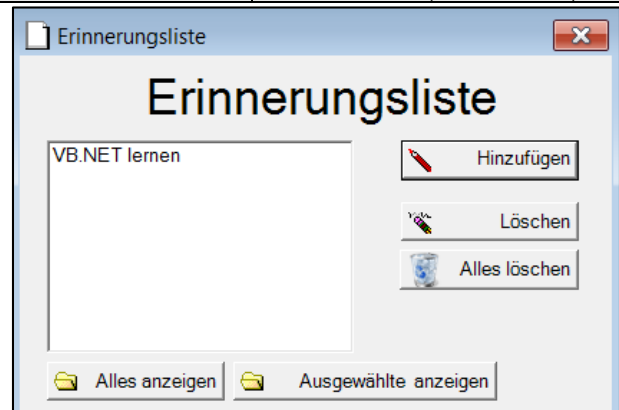 Erinnerungsliste
Erinnerungsliste
VB.NET lernen
Hinzufügen
Löschen
Alles löschen
Alles anzeigen
Ausgewählte anzeigen